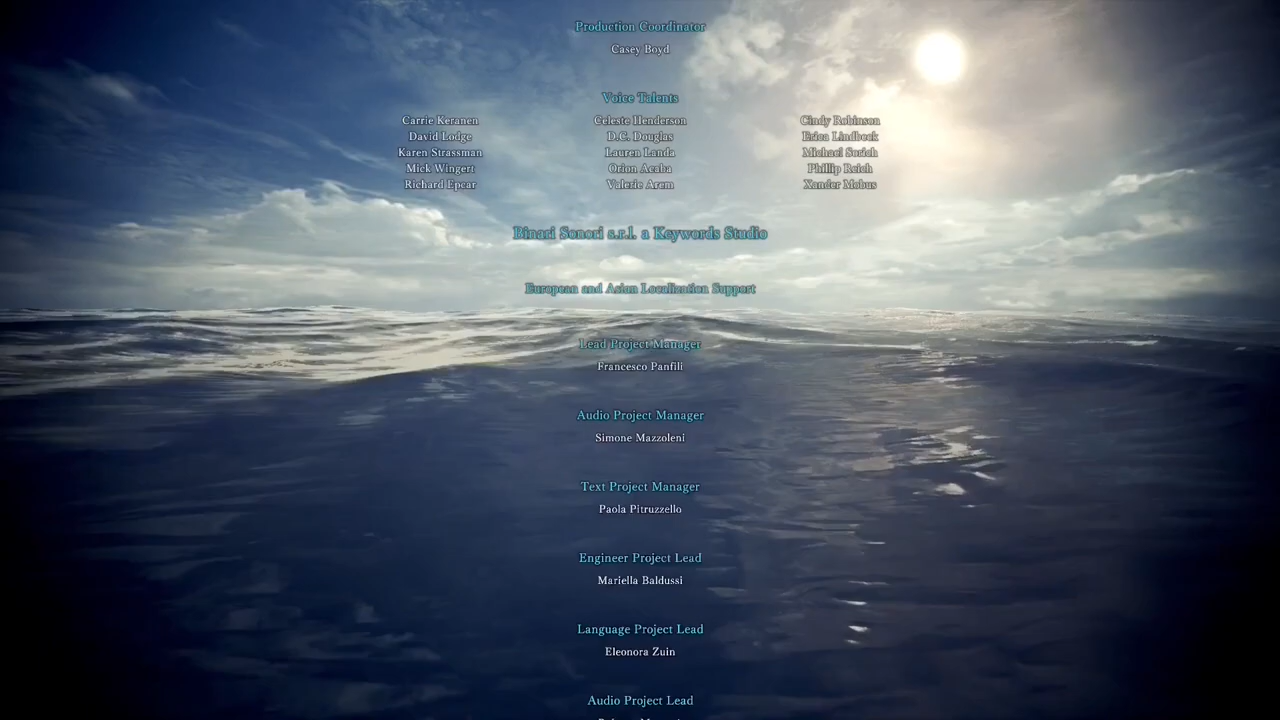 Production Coordinator
Casey Boyd
Voice Talents
Carrie Keranen Celeste Henderson Cindy Robinson
David Lodge D.C. Douglas Erica Lindbeck
Karen Strassman Lauren Landa Michael Sorich
Mick Wingert Orion Acaba Phillip Reich
Richard Epcar Valerie Arem Xander Mobus
Binari Sonori s.r.l. a Keywords Studio
European and Asian Localization Support
Lead Project Manager
Francesco Panfili
Audio Project Manager
Simone Mazzoleni
Text Project Manager
Paola Pitruzzello
Engineer Project Lead
Mariella Baldussi
Language Project Lead
Eleonora Zuin
Audio Project Lead